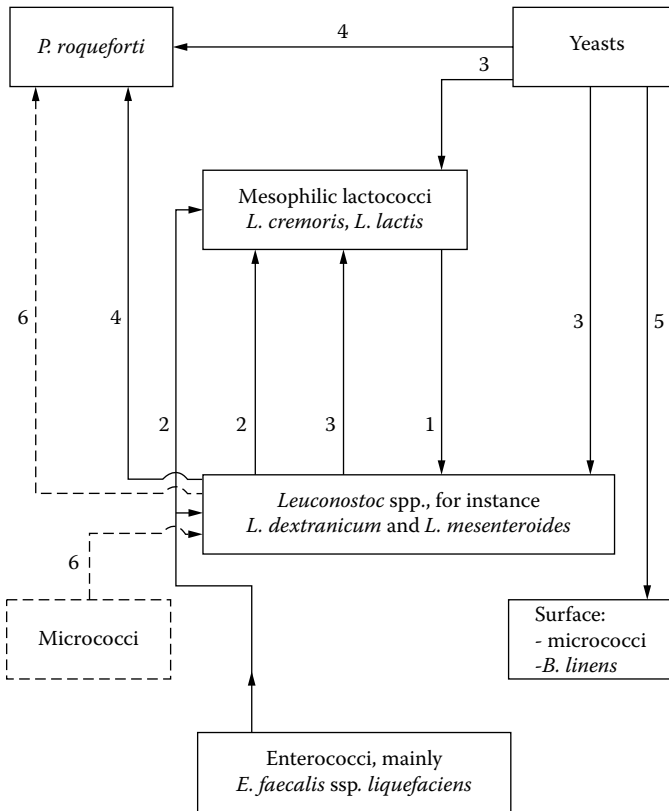 P. roqueforti
4
Yeasts
3
Mesophilic lactococci
L. cremoris, L. lactis
6
4
2
2
3
1
3
5
Leuconostoc spp., for instance
L. dextranicum and L. mesenteroides
6
Micrococci
Surface:
- micrococci
-B. linens
Enterococi, mainly
E. faecalis ssp. liquefaciens